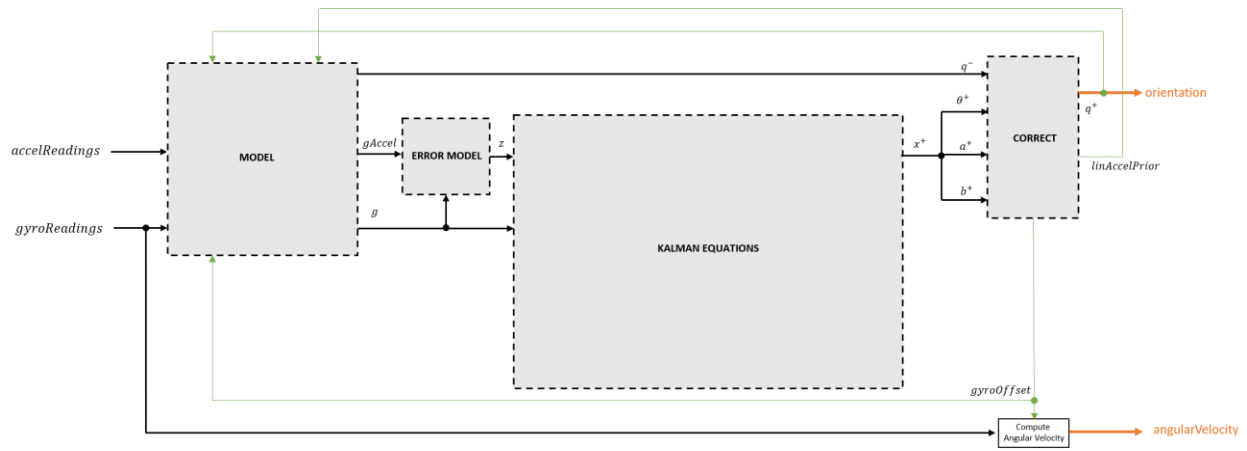 q⁻
orientation
θ⁺
q⁺
gAccel
CORRECT
accelReadings
MODEL
ERROR MODEL
z
x⁺
a⁺
linAccelPrior
b⁺
g
gyroReadings
KALMAN EQUATIONS
gyroOffset
Compute
Angular Velocity
angularVelocity